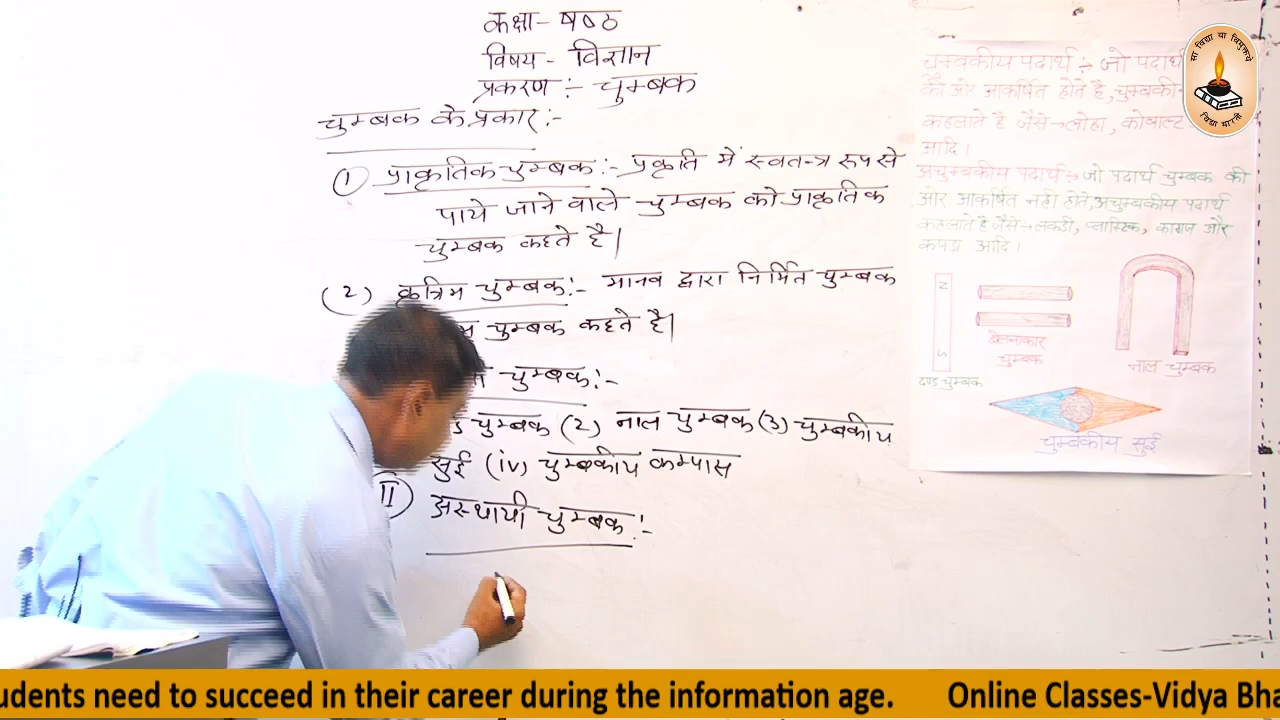 कक्षा- षष्ठ
विषय - विज्ञान
प्रकरण :- चुम्बक
चुम्बक के प्रकार :-
(1) प्राकृतिक चुम्बक :- प्रकृति में स्वतन्त्र रूप से
पाये जाने वाले चुम्बक को प्राकृतिक
चुम्बक कहते है।
(2) कृत्रिम चुम्बक :- मानव द्वारा निर्मित चुम्बक
चुम्बक कहते है।
चुम्बक :-
चुम्बक (2) नाल चुम्बक (3) चुम्बकीय
सुई (iv) चुम्बकीय कम्पास
(II) अस्थायी चुम्बक :-
चुम्बकीय पदार्थ :- जो पदार्थ
की ओर आकर्षित होते है, चुम्बकी
कहलाते है जैसे→लोहा, कोबाल्ट
आदि।
अचुम्बकीय पदार्थ :- जो पदार्थ चुम्बक की
ओर आकर्षित नही होते,अचुम्बकीय पदार्थ
कहलाते है जैसे→लकडी, प्लास्टिक, कागज और
कपडा आदि।
N
S
दण्ड चुम्बक
बेलनाकार
चुम्बक
नाल चुम्बक
चुम्बकीय सुई
सा विद्या या विमुक्तये
विद्या भारती
udents need to succeed in their career during the information age. Online Classes-Vidya Bha